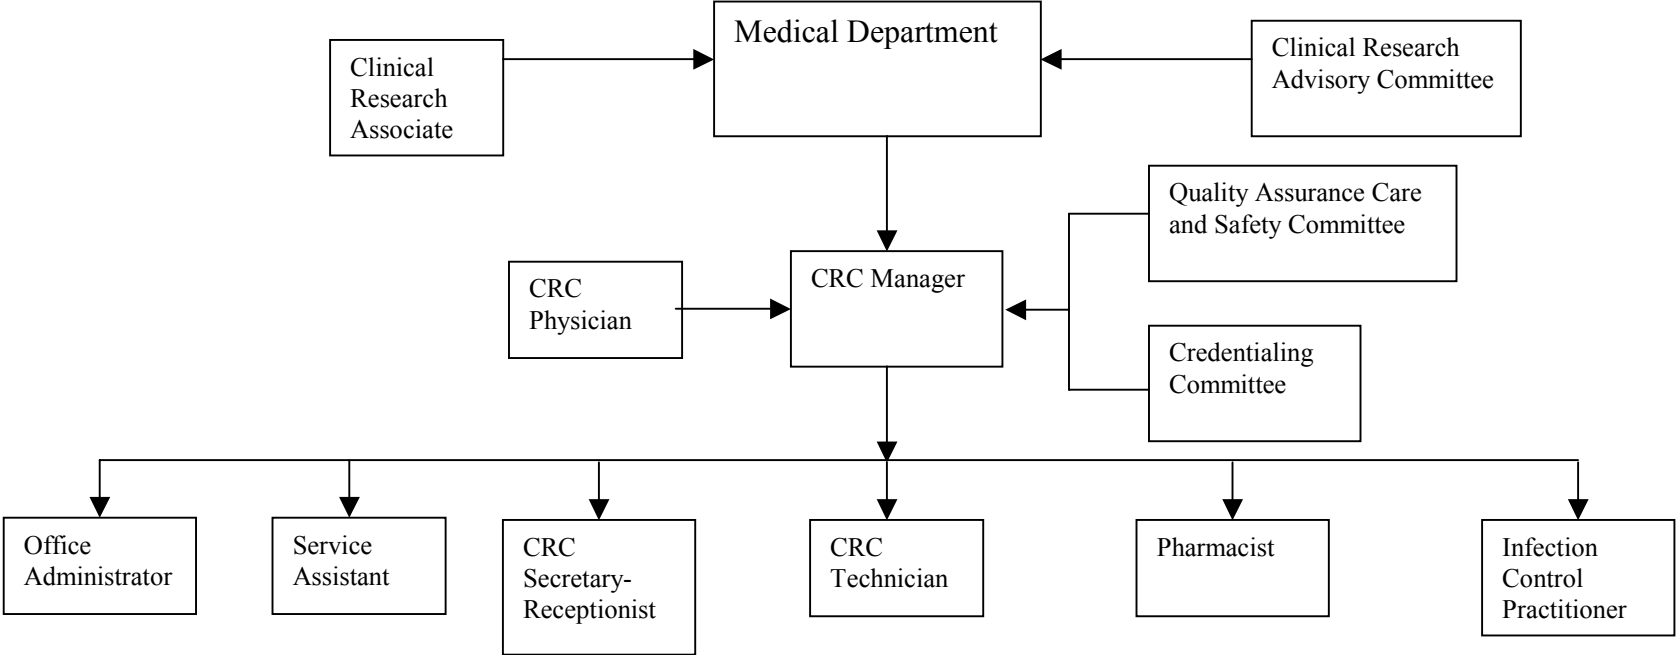 Medical Department
Clinical
Research
Associate
Clinical Research
Advisory Committee
Quality Assurance Care
and Safety Committee
CRC
Physician
CRC Manager
Credentialing
Committee
Office
Administrator
Service
Assistant
CRC
Secretary-
Receptionist
CRC
Technician
Pharmacist
Infection
Control
Practitioner